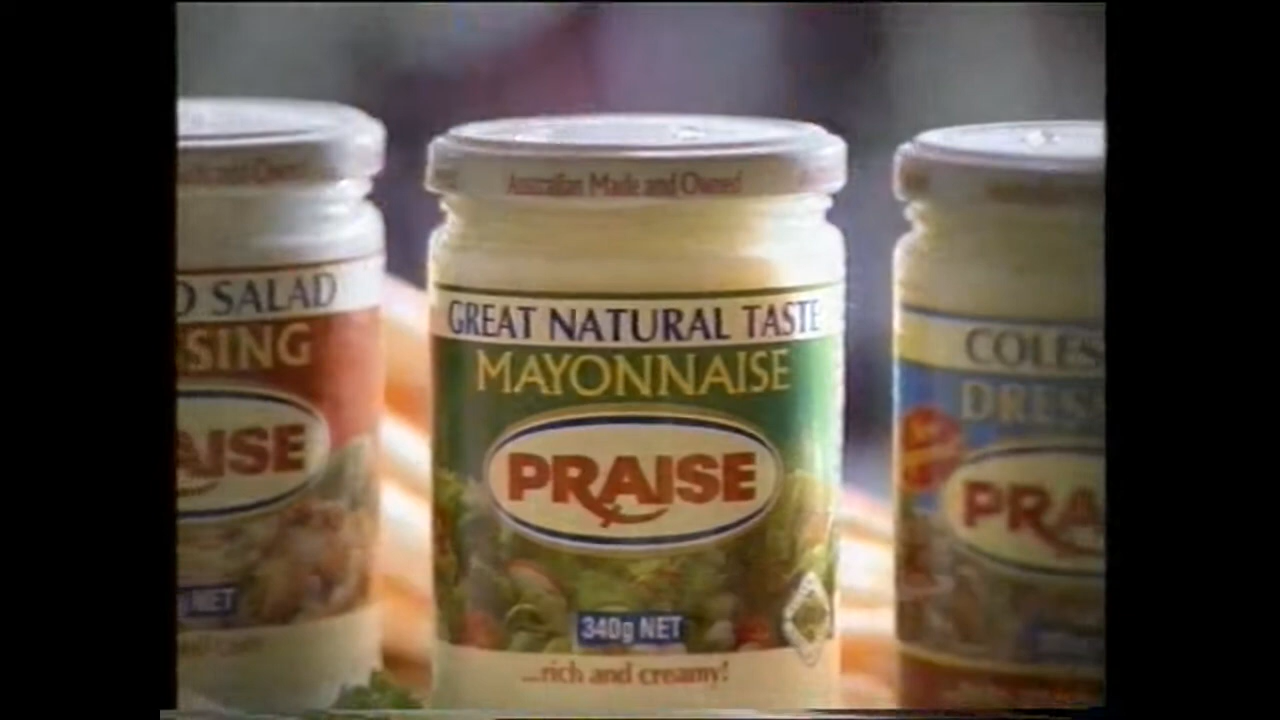 O SALAD
SING
AISE
NET
Australian Made and Owned
GREAT NATURAL TASTE
MAYONNAISE
PRAISE
340g NET
...rich and creamy!
COLES
DRES
PRA